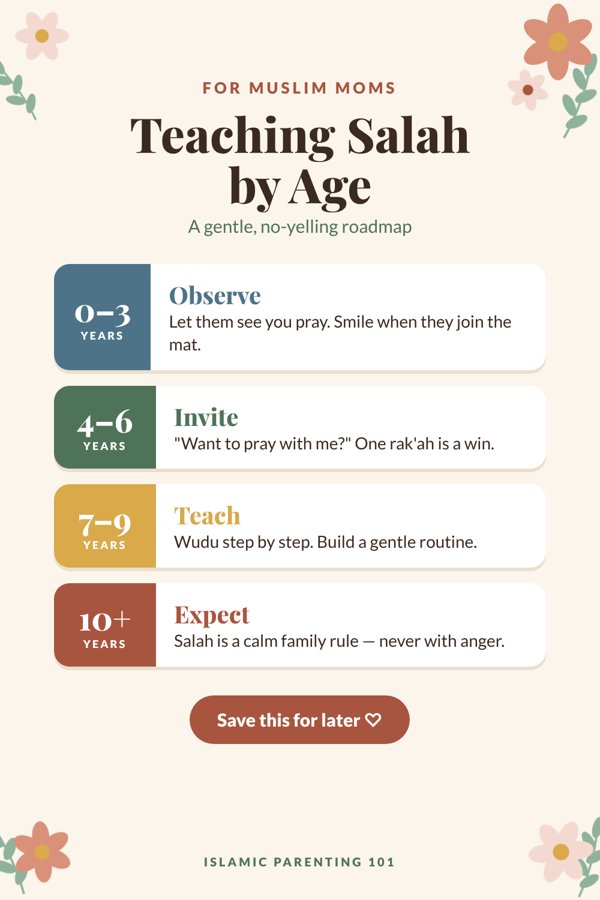 FOR MUSLIM MOMS
Teaching Salah
by Age
A gentle, no-yelling roadmap
0–3
YEARS
Observe
Let them see you pray. Smile when they join the
mat.
4–6
YEARS
Invite
"Want to pray with me?" One rak'ah is a win.
7–9
YEARS
Teach
Wudu step by step. Build a gentle routine.
10+
YEARS
Expect
Salah is a calm family rule — never with anger.
Save this for later ♡
ISLAMIC PARENTING 101